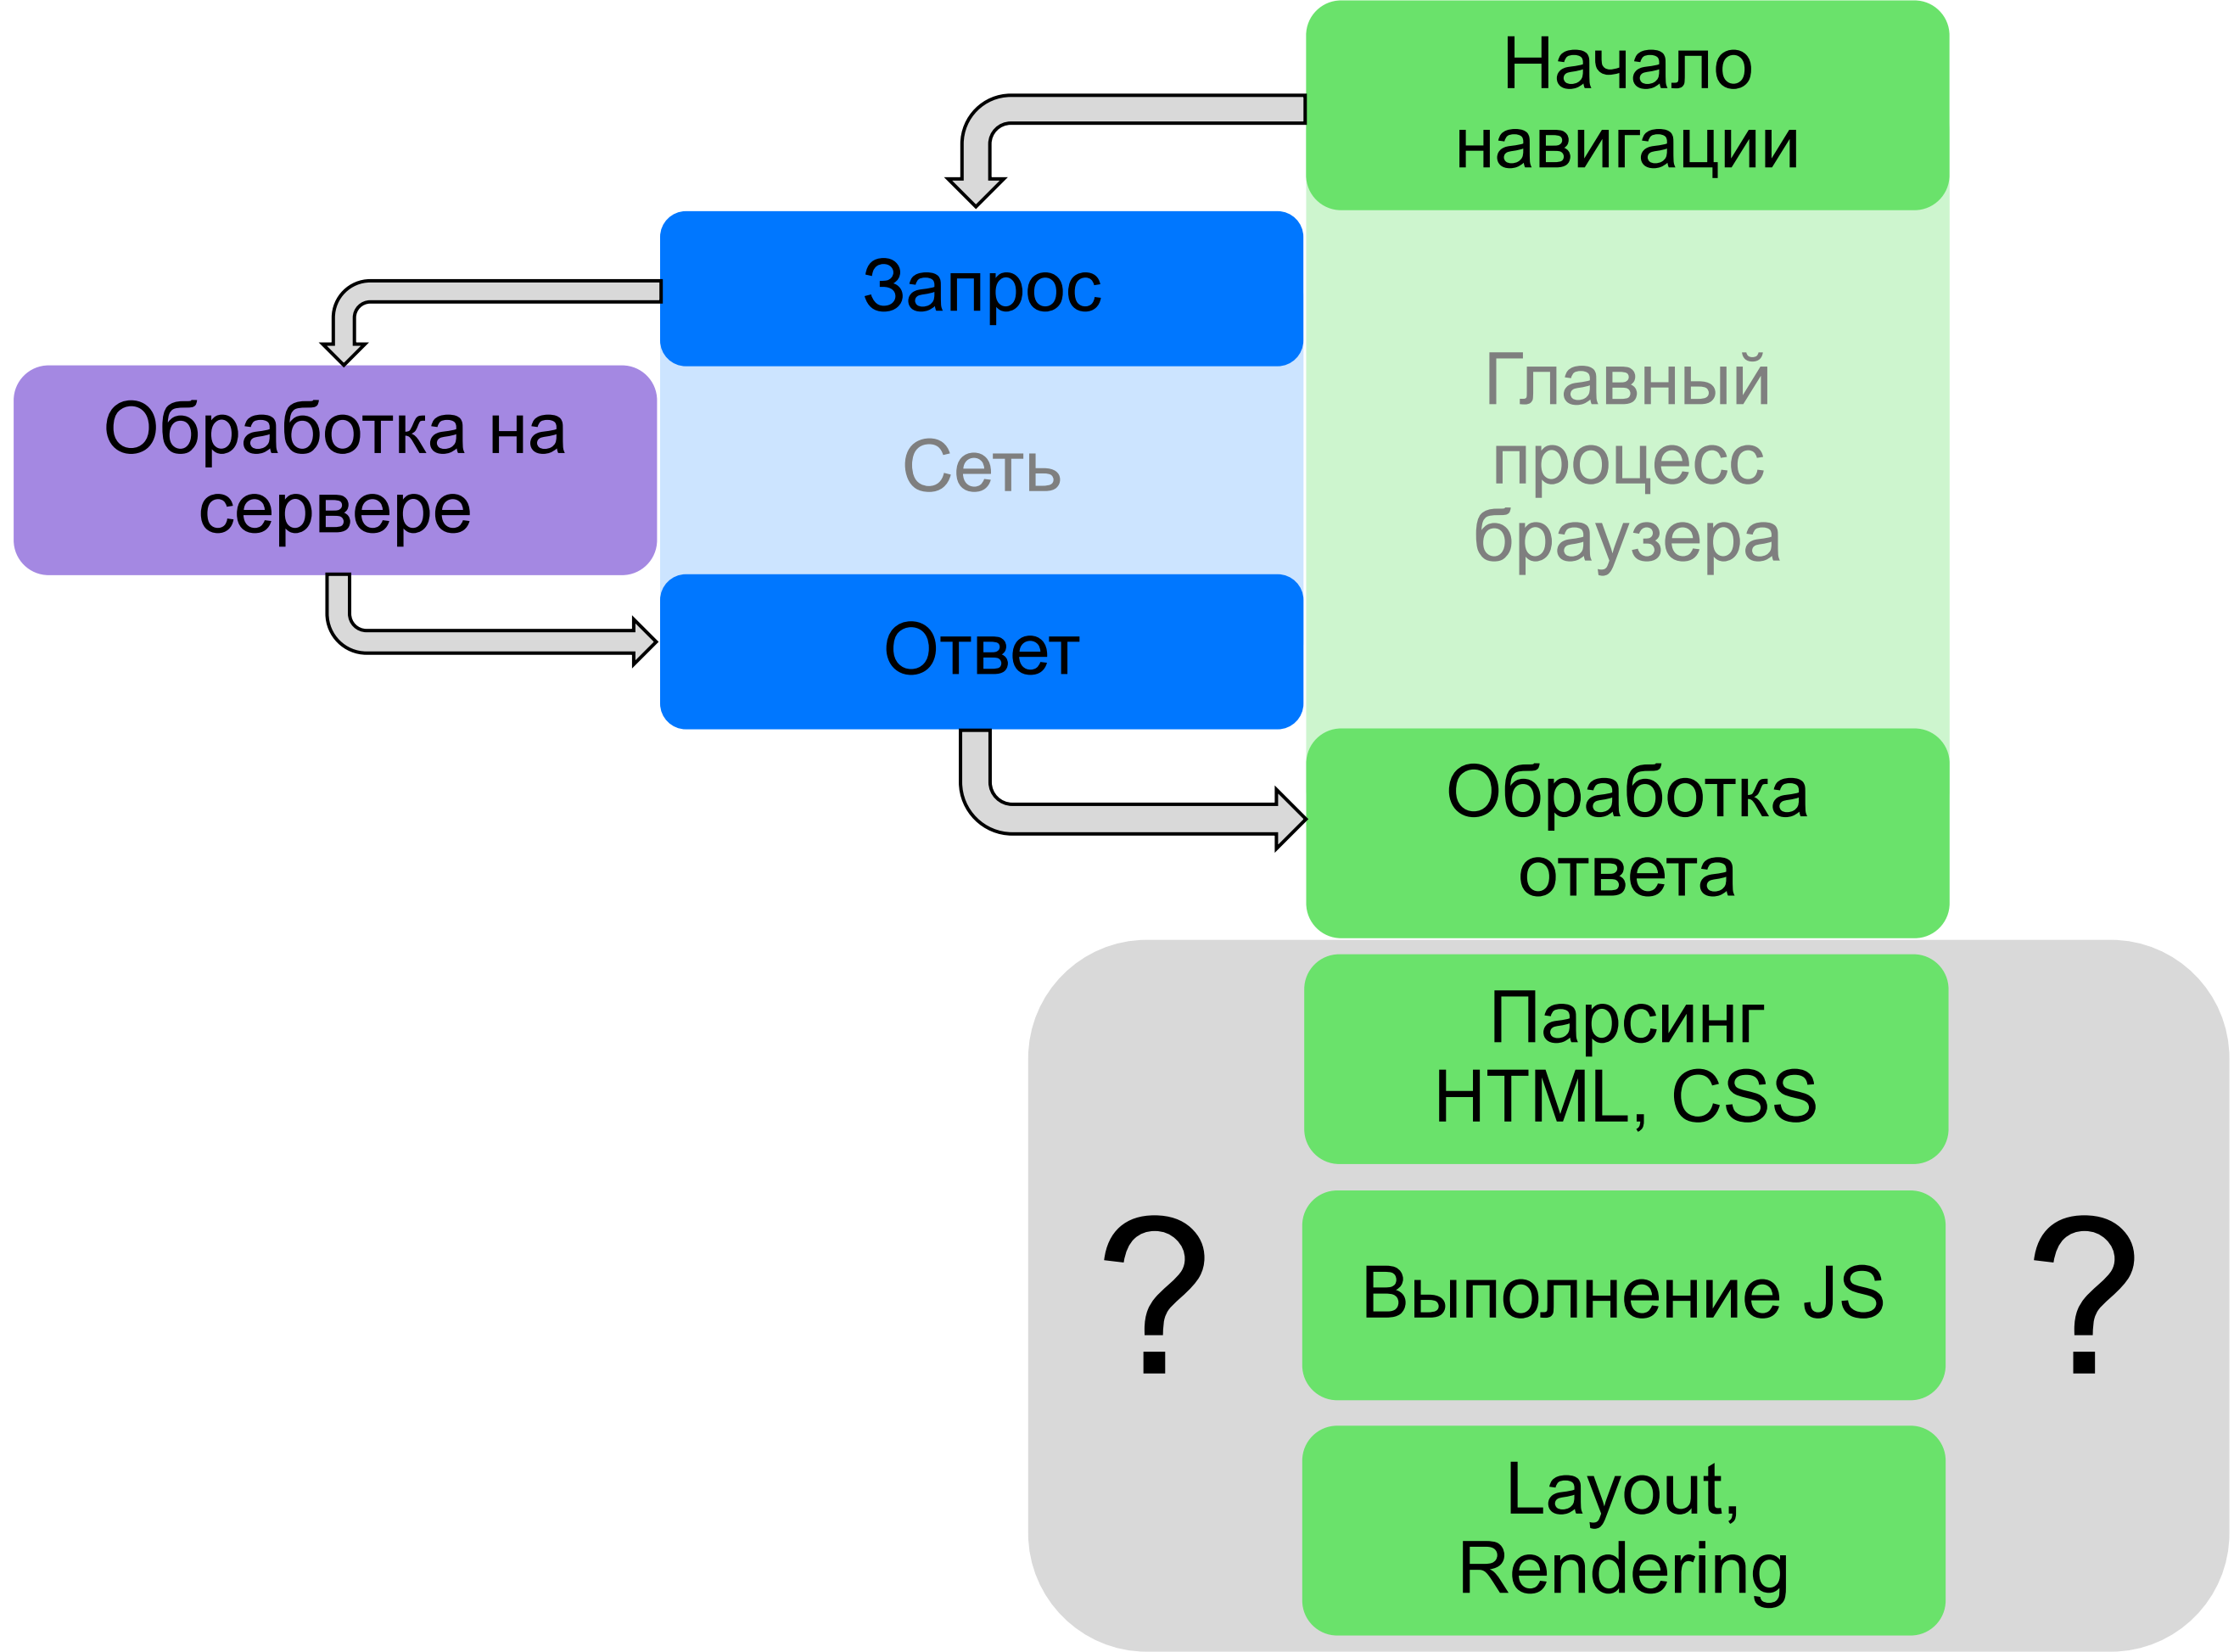 Начало
навигации
Запрос
Обработка на
сервере
Сеть
Главный
процесс
браузера
Ответ
Обработка
ответа
Парсинг
HTML, CSS
?
Выполнение JS
?
Layout,
Rendering